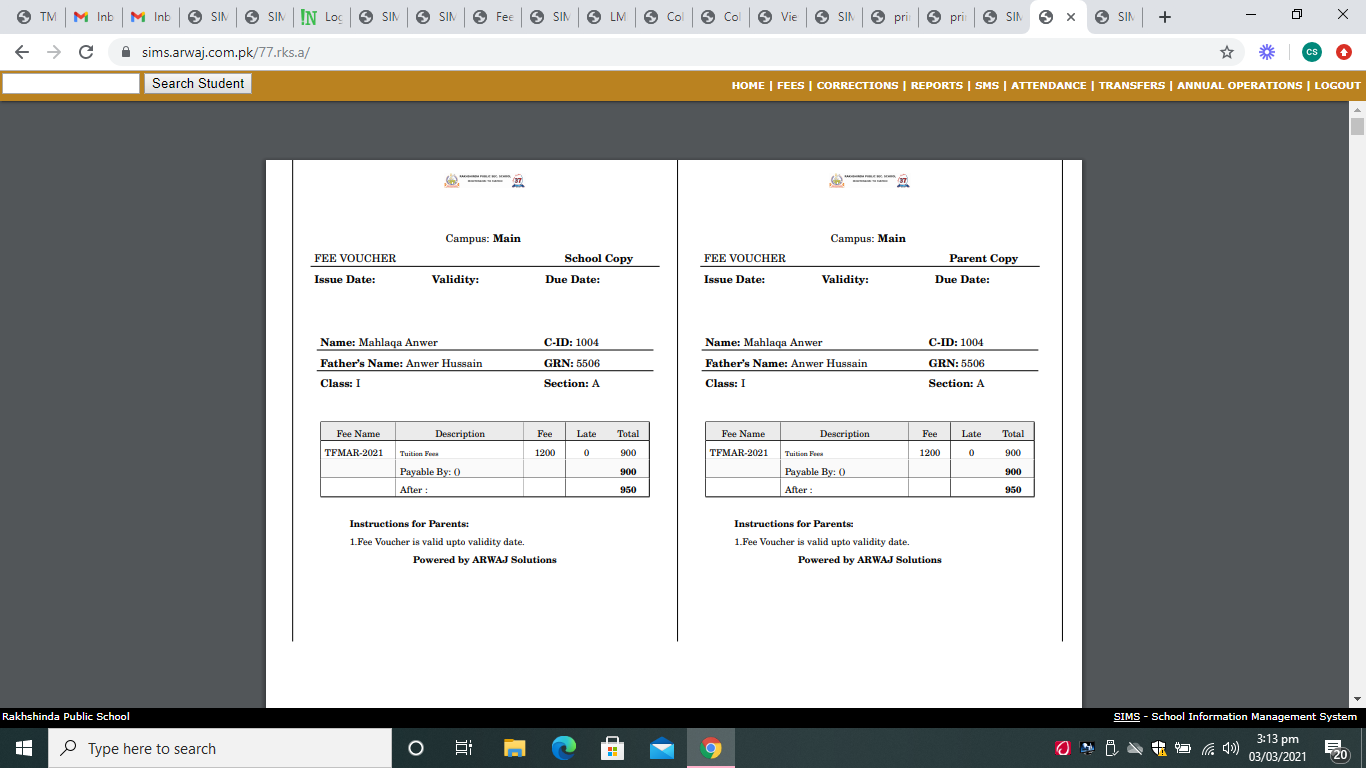 TM
Inb
Inb
SIM
SIM
Log
SIM
SIM
Fee
SIM
LM
Col
Col
Vie
SIM
pri
pri
SIM
SIM
sims.arwaj.com.pk/77.rks.a/
CS
Search Student
HOME | FEES | CORRECTIONS | REPORTS | SMS | ATTENDANCE | TRANSFERS | ANNUAL OPERATIONS | LOGOUT
RAKHSHINDA PUBLIC SEC. SCHOOL
37
Campus: Main
FEE VOUCHER School Copy
Issue Date: Validity: Due Date:
Name: Mahlaqa Anwer C-ID: 1004
Father's Name: Anwer Hussain GRN: 5506
Class: I Section: A
Fee Name Description Fee Late Total
TFMAR-2021 Tuition Fees 1200 0 900
Payable By: () 900
After : 950
Instructions for Parents:
1.Fee Voucher is valid upto validity date.
Powered by ARWAJ Solutions
RAKHSHINDA PUBLIC SEC. SCHOOL
37
Campus: Main
FEE VOUCHER Parent Copy
Issue Date: Validity: Due Date:
Name: Mahlaqa Anwer C-ID: 1004
Father's Name: Anwer Hussain GRN: 5506
Class: I Section: A
Fee Name Description Fee Late Total
TFMAR-2021 Tuition Fees 1200 0 900
Payable By: () 900
After : 950
Instructions for Parents:
1.Fee Voucher is valid upto validity date.
Powered by ARWAJ Solutions
Rakhshinda Public School
SIMS - School Information Management System
Type here to search
3:13 pm
03/03/2021
20